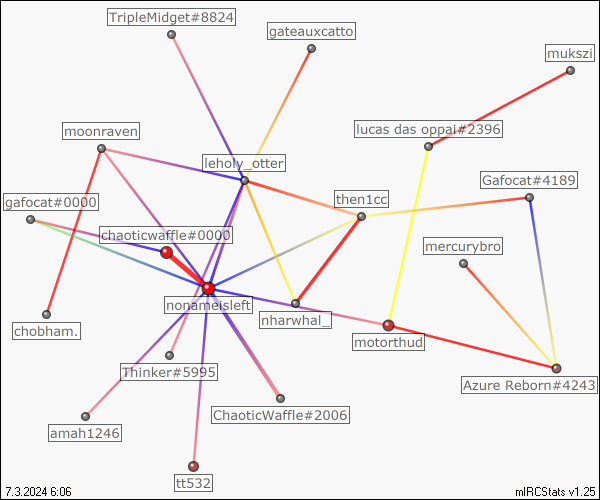 TripleMidget#8824
gateauxcatto
mukszi
moonraven
lucas das oppai#2396
leholy_otter
Gafocat#4189
gafocat#0000
then1cc
chaoticwaffle#0000
mercurybro
nonameisleft
nharwhal_
chobham.
motorthud
Thinker#5995
Azure Reborn#4243
ChaoticWaffle#2006
amah1246
tt532
7.3.2024 6:06
mIRCStats v1.25